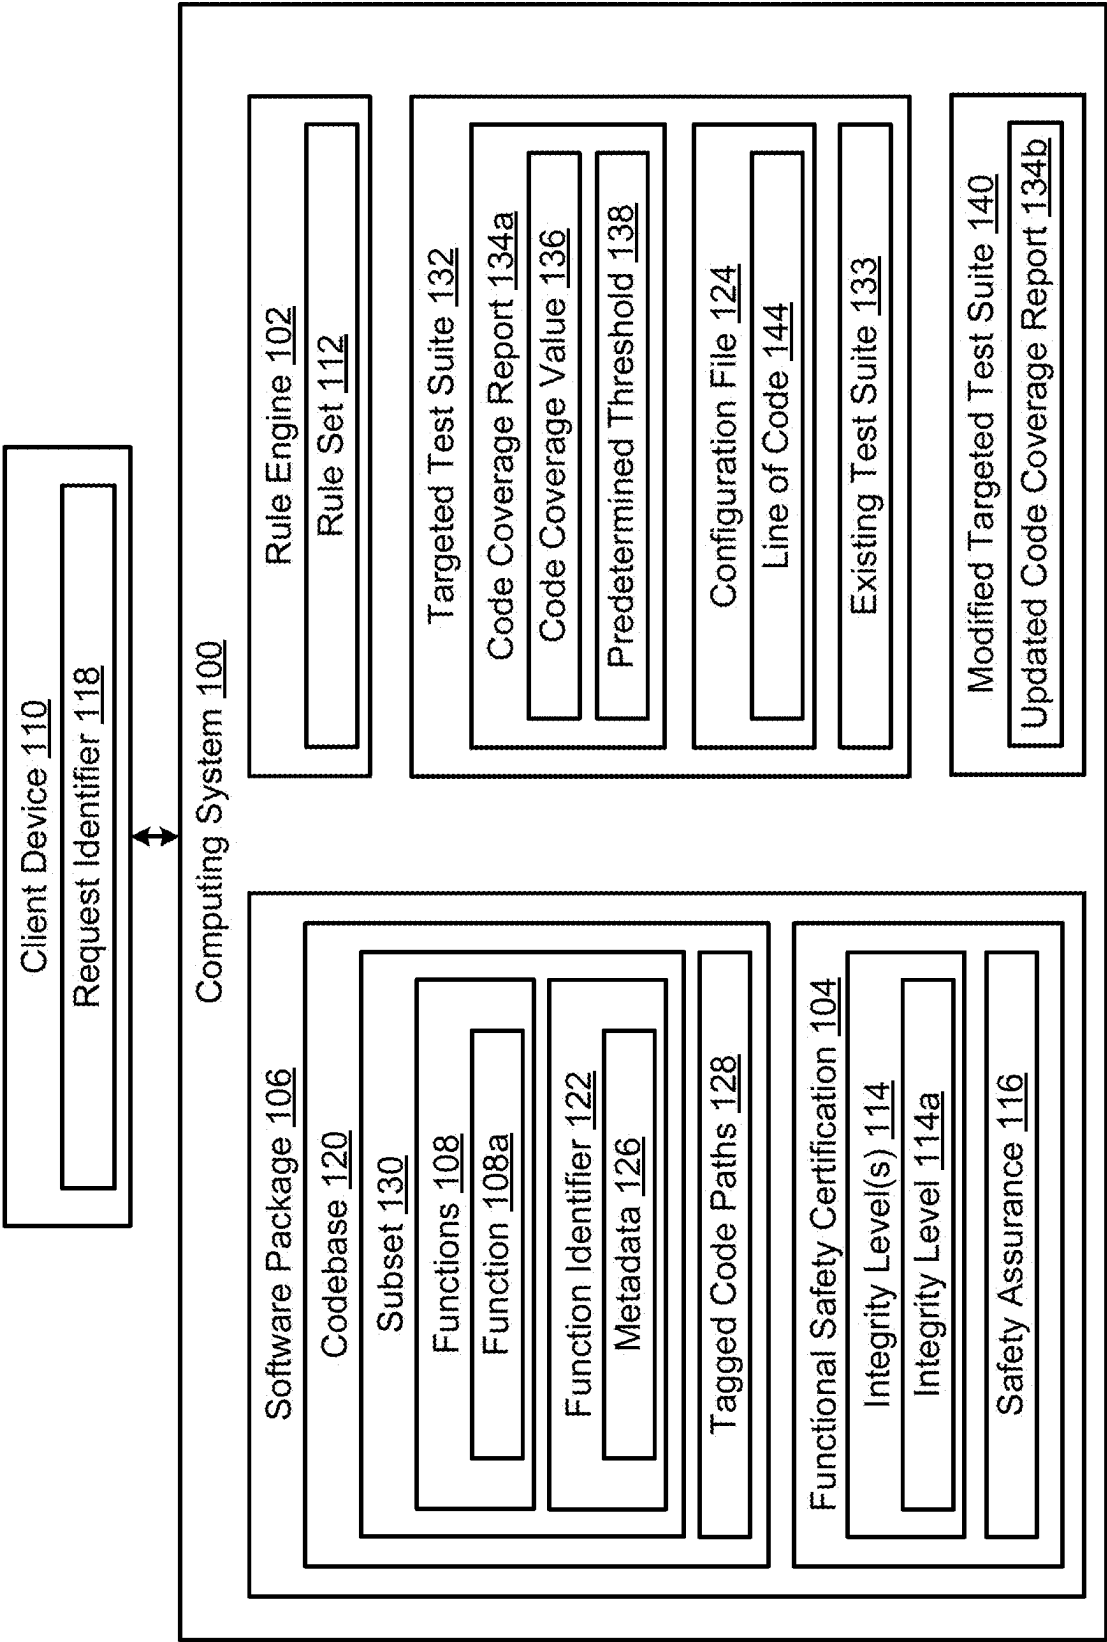 Client Device 110
Request Identifier 118
Computing System 100
Software Package 106
Codebase 120
Subset 130
Functions 108
Function 108a
Function Identifier 122
Metadata 126
Tagged Code Paths 128
Functional Safety Certification 104
Integrity Level(s) 114
Integrity Level 114a
Safety Assurance 116
Rule Engine 102
Rule Set 112
Targeted Test Suite 132
Code Coverage Report 134a
Code Coverage Value 136
Predetermined Threshold 138
Configuration File 124
Line of Code 144
Existing Test Suite 133
Modified Targeted Test Suite 140
Updated Code Coverage Report 134b